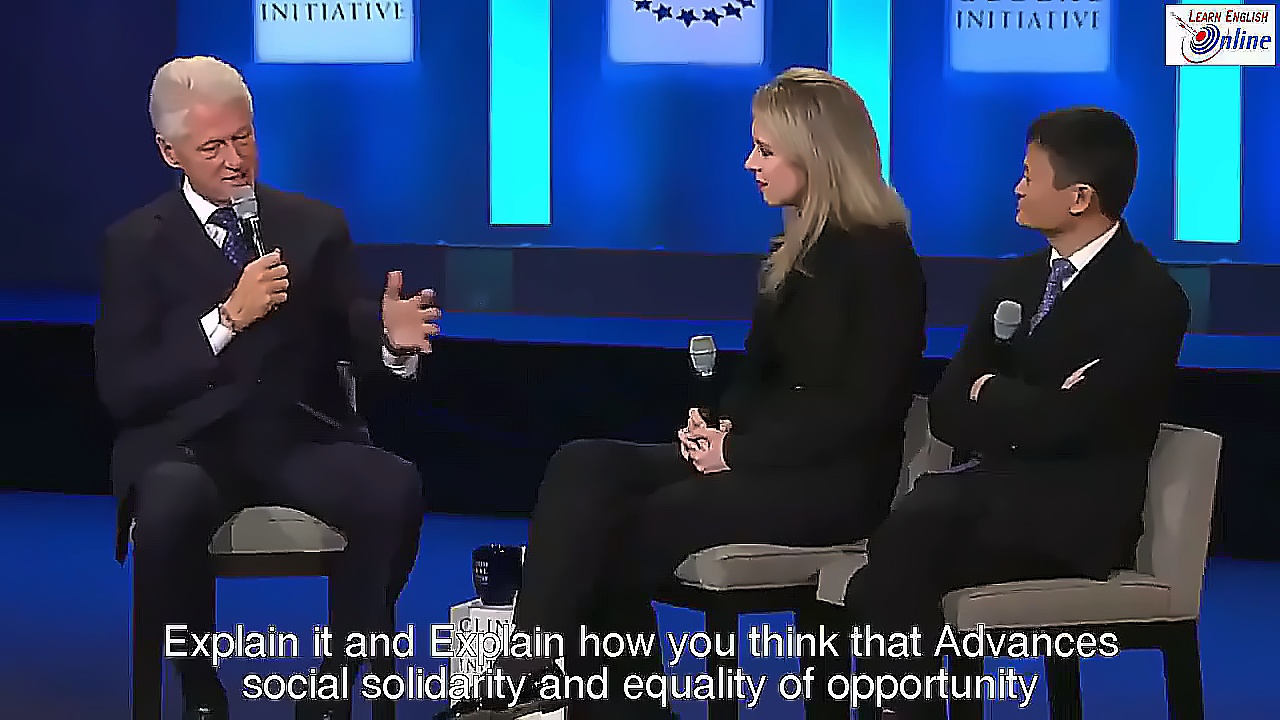 INITIATIVE
INITIATIVE
LEARN ENGLISH
Online
Explain it and Explain how you think that Advances
social solidarity and equality of opportunity